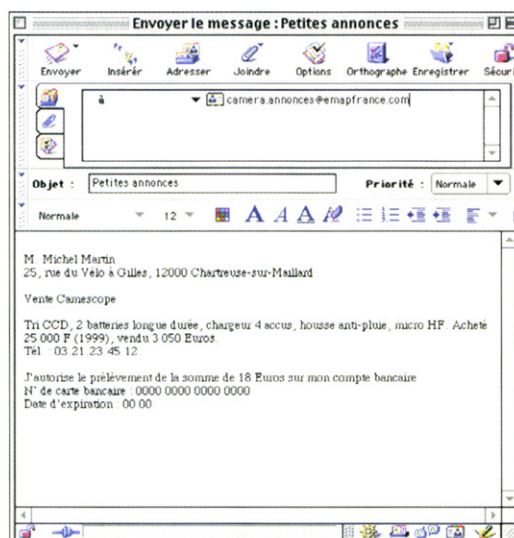 Envoyer le message : Petites annonces
Envoyer Insérér Adresser Joindre Options Orthographe Enregistrer Sécuri
à camera.annonces@emapfrance.com
Objet : Petites annonces Priorité : Normale
Normale 12
M. Michel Martin
25, rue du Vélo à Gilles, 12000 Chartreuse-sur-Maillard
Vente Camescope
Tri CCD, 2 batteries longue durée, chargeur 4 accus, housse anti-pluie, micro HF. Acheté
25 000 F (1999), vendu 3 050 Euros.
Tél. : 03 21 23 45 12
J'autorise le prélèvement de la somme de 18 Euros sur mon compte bancaire
N° de carte bancaire : 0000 0000 0000 0000
Date d'expiration : 00 00